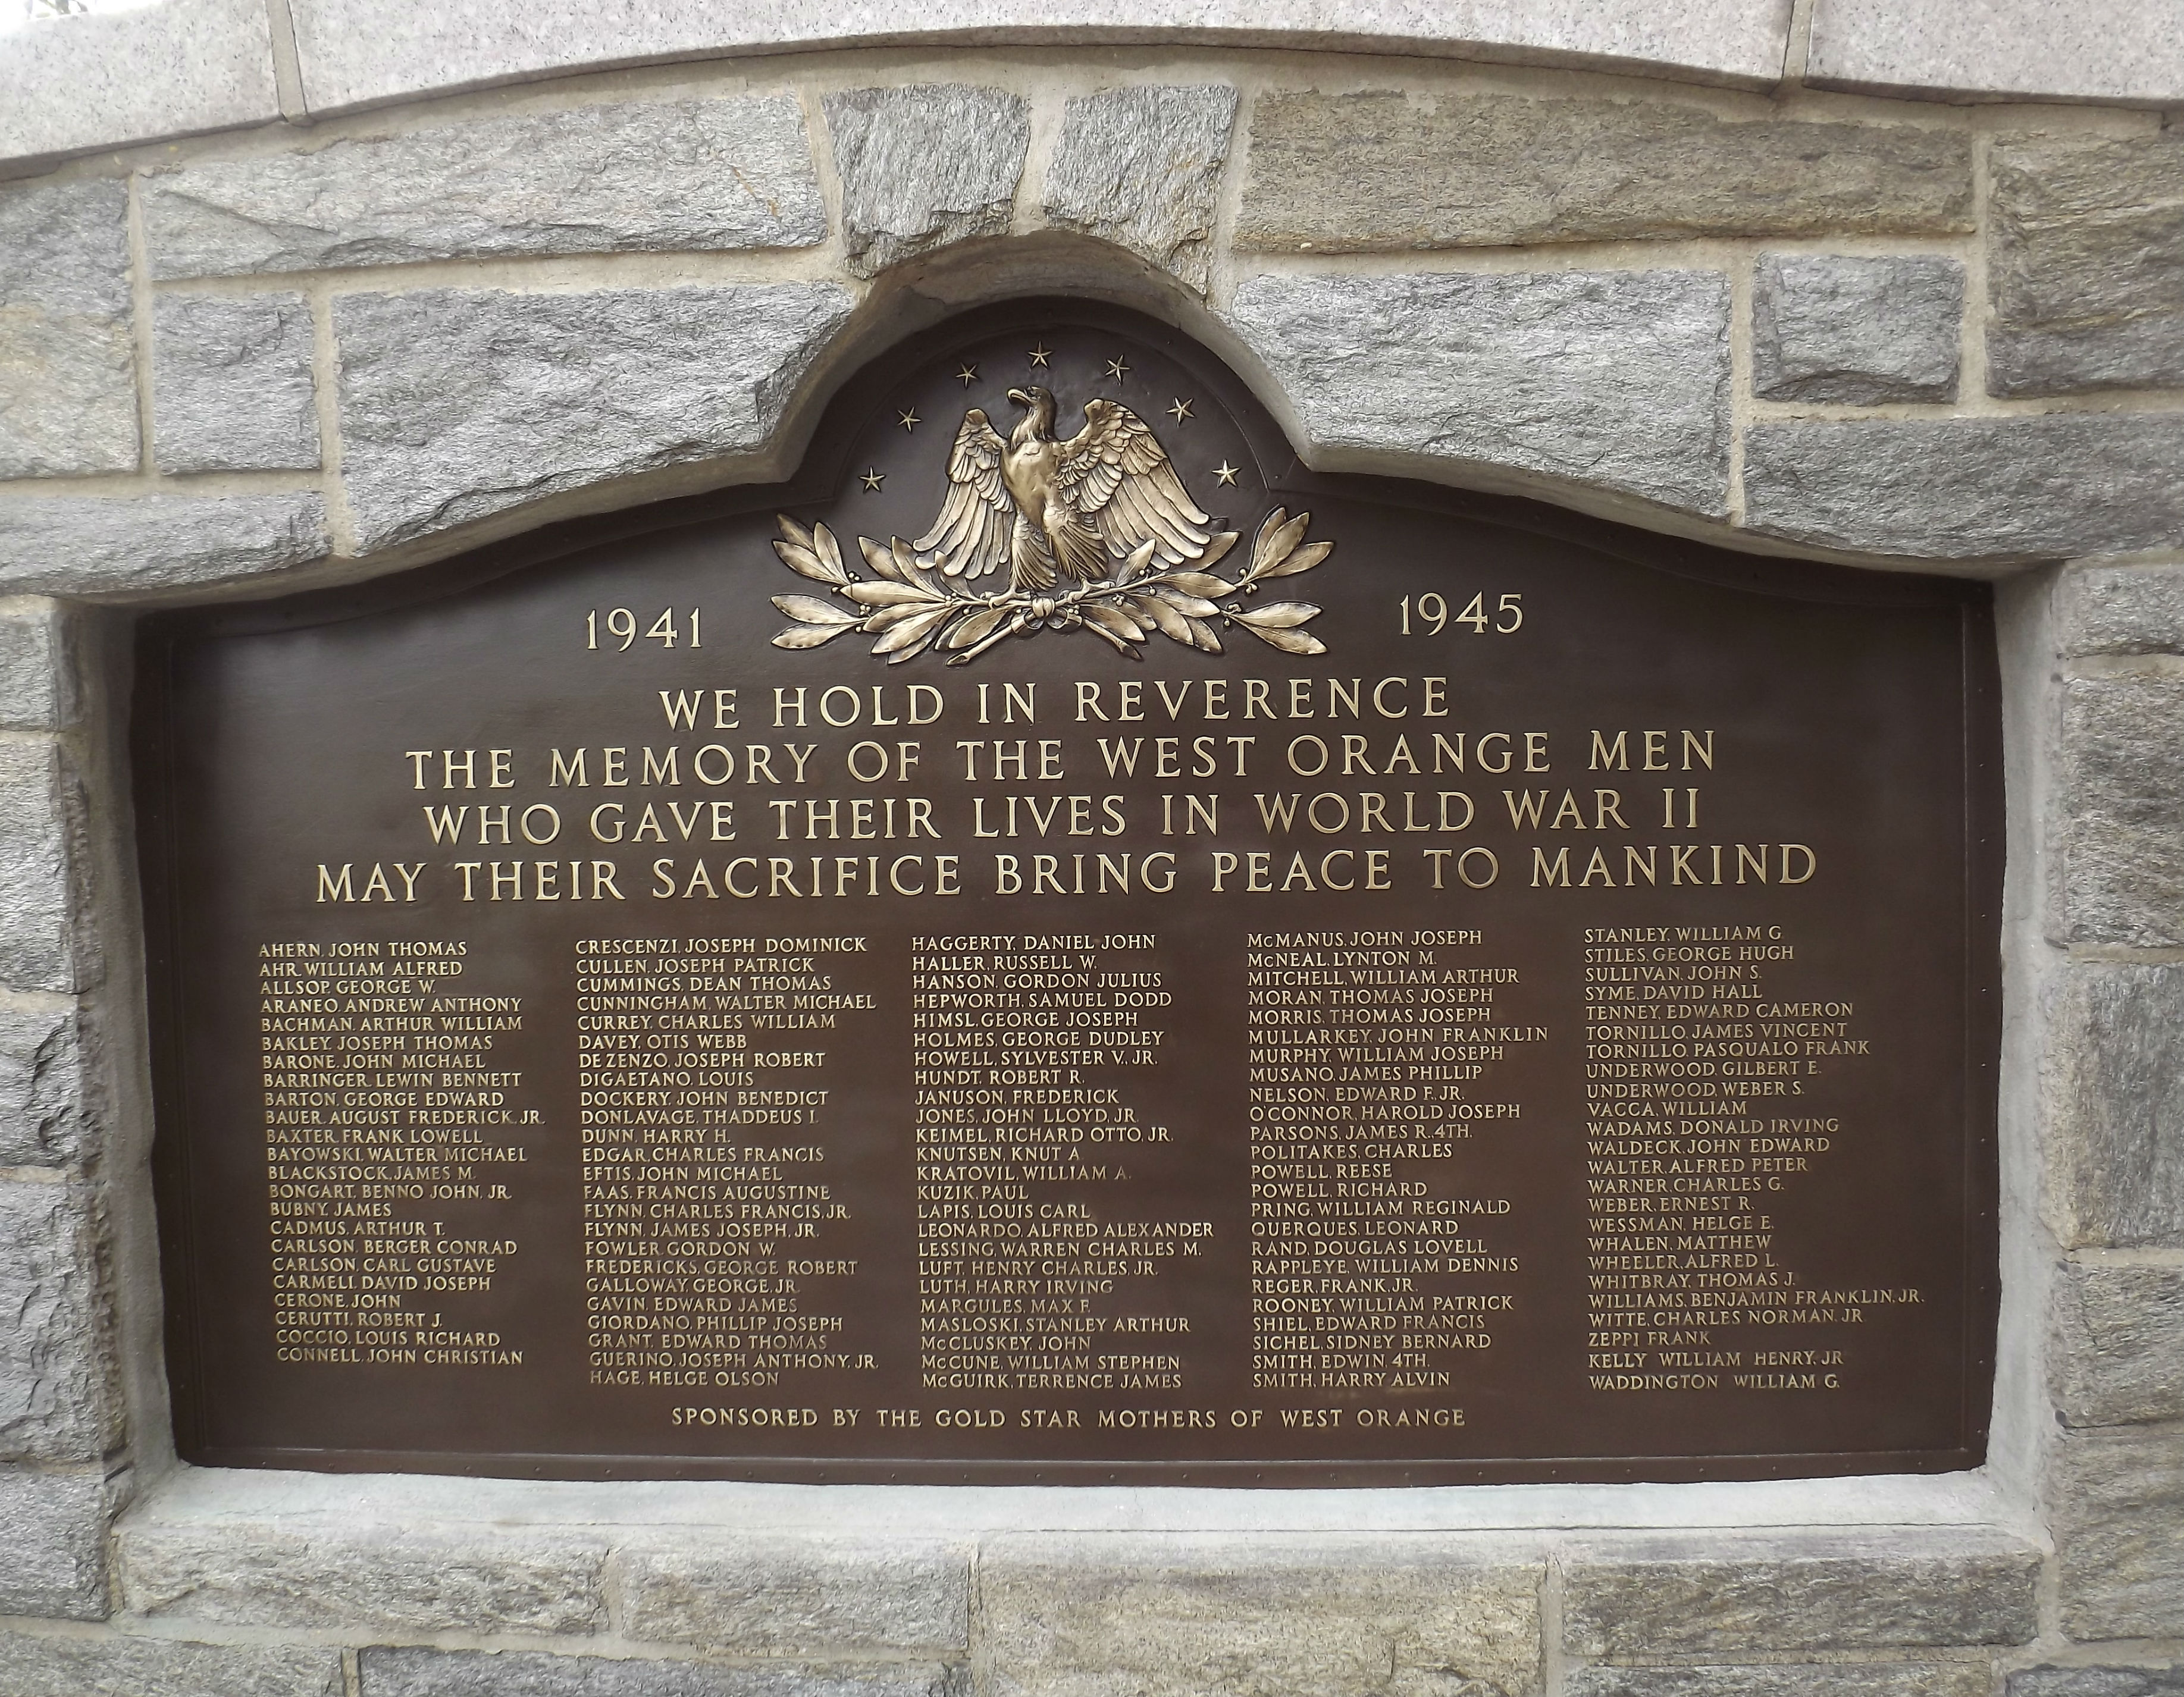 1941
1945
WE HOLD IN REVERENCE
THE MEMORY OF THE WEST ORANGE MEN
WHO GAVE THEIR LIVES IN WORLD WAR II
MAY THEIR SACRIFICE BRING PEACE TO MANKIND
AHERN, JOHN THOMAS
AHR, WILLIAM ALFRED
ALLSOP, GEORGE W.
ARANEO, ANDREW ANTHONY
BACHMAN, ARTHUR WILLIAM
BAKLEY, JOSEPH THOMAS
BARONE, JOHN MICHAEL
BARRINGER, LEWIN BENNETT
BARTON, GEORGE EDWARD
BAUER, AUGUST FREDERICK, JR.
BAXTER, FRANK LOWELL
BAYOWSKI, WALTER MICHAEL
BLACKSTOCK, JAMES M.
BONGART, BENNO JOHN, JR.
BUBNY, JAMES
CADMUS, ARTHUR T.
CARLSON, BERGER CONRAD
CARLSON, CARL GUSTAVE
CARMELI, DAVID JOSEPH
CERONE, JOHN
CERUTTI, ROBERT J.
COCCIO, LOUIS RICHARD
CONNELL, JOHN CHRISTIAN
CRESCENZI, JOSEPH DOMINICK
CULLEN, JOSEPH PATRICK
CUMMINGS, DEAN THOMAS
CUNNINGHAM, WALTER MICHAEL
CURREY, CHARLES WILLIAM
DAVEY, OTIS WEBB
DE ZENZO, JOSEPH ROBERT
DIGAETANO, LOUIS
DOCKERY, JOHN BENEDICT
DONLAVAGE, THADDEUS I.
DUNN, HARRY H.
EDGAR, CHARLES FRANCIS
EFTIS, JOHN MICHAEL
FAAS, FRANCIS AUGUSTINE
FLYNN, CHARLES FRANCIS, JR.
FLYNN, JAMES JOSEPH, JR.
FOWLER, GORDON W.
FREDERICKS, GEORGE ROBERT
GALLOWAY, GEORGE, JR.
GAVIN, EDWARD JAMES
GIORDANO, PHILLIP JOSEPH
GRANT, EDWARD THOMAS
GUERINO, JOSEPH ANTHONY, JR.
HAGE, HELGE OLSON
HAGGERTY, DANIEL JOHN
HALLER, RUSSELL W.
HANSON, GORDON JULIUS
HEPWORTH, SAMUEL DODD
HIMSL, GEORGE JOSEPH
HOLMES, GEORGE DUDLEY
HOWELL, SYLVESTER V., JR.
HUNDT, ROBERT R.
JANUSON, FREDERICK
JONES, JOHN LLOYD, JR.
KEIMEL, RICHARD OTTO, JR.
KNUTSEN, KNUT A.
KRATOVIL, WILLIAM A.
KUZIK, PAUL
LAPIS, LOUIS CARL
LEONARDO, ALFRED ALEXANDER
LESSING, WARREN CHARLES M.
LUFT, HENRY CHARLES, JR.
LUTH, HARRY IRVING
MARGULES, MAX F.
MASLOSKI, STANLEY ARTHUR
McCLUSKEY, JOHN
McCUNE, WILLIAM STEPHEN
McGUIRK, TERRENCE JAMES
McMANUS, JOHN JOSEPH
McNEAL, LYNTON M.
MITCHELL, WILLIAM ARTHUR
MORAN, THOMAS JOSEPH
MORRIS, THOMAS JOSEPH
MULLARKEY, JOHN FRANKLIN
MURPHY, WILLIAM JOSEPH
MUSANO, JAMES PHILLIP
NELSON, EDWARD F., JR.
O'CONNOR, HAROLD JOSEPH
PARSONS, JAMES R. 4TH.
POLITAKES, CHARLES
POWELL, REESE
POWELL, RICHARD
PRING, WILLIAM REGINALD
QUERQUES, LEONARD
RAND, DOUGLAS LOVELL
RAPPLEYE, WILLIAM DENNIS
REGER, FRANK, JR.
ROONEY, WILLIAM PATRICK
SHIEL, EDWARD FRANCIS
SICHEL, SIDNEY BERNARD
SMITH, EDWIN, 4TH.
SMITH, HARRY ALVIN
STANLEY, WILLIAM G.
STILES, GEORGE HUGH
SULLIVAN, JOHN S.
SYME, DAVID HALL
TENNEY, EDWARD CAMERON
TORNILLO, JAMES VINCENT
TORNILLO, PASQUALO FRANK
UNDERWOOD, GILBERT E.
UNDERWOOD, WEBER S.
VACCA, WILLIAM
WADAMS, DONALD IRVING
WALDECK, JOHN EDWARD
WALTER, ALFRED PETER
WARNER, CHARLES G.
WEBER, ERNEST R.
WESSMAN, HELGE E.
WHALEN, MATTHEW
WHEELER, ALFRED L.
WHITBRAY, THOMAS J.
WILLIAMS, BENJAMIN FRANKLIN, JR.
WITTE, CHARLES NORMAN, JR.
ZEPPI FRANK
KELLY WILLIAM HENRY, JR
WADDINGTON WILLIAM G.
SPONSORED BY THE GOLD STAR MOTHERS OF WEST ORANGE